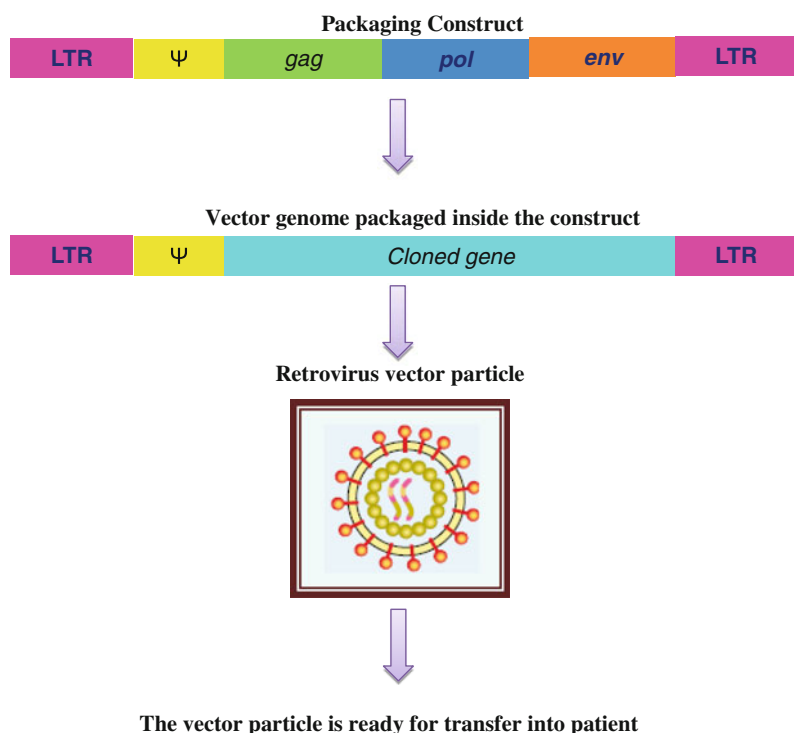 Packaging Construct
LTR Ψ gag pol env LTR
Vector genome packaged inside the construct
LTR Ψ Cloned gene LTR
Retrovirus vector particle
The vector particle is ready for transfer into patient